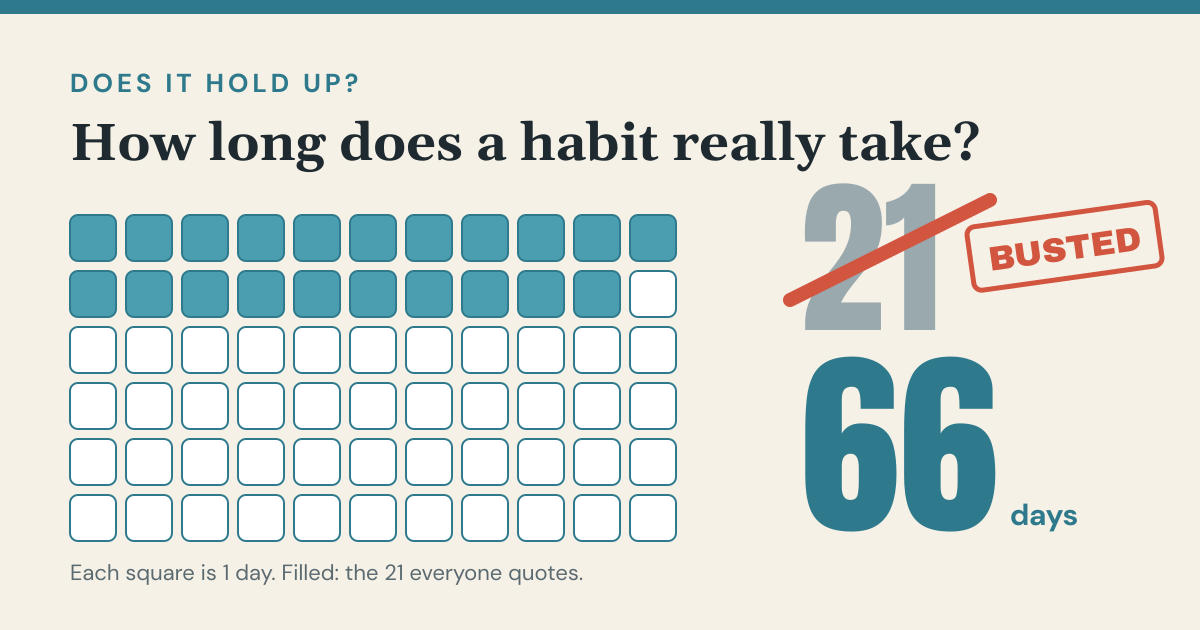 DOES IT HOLD UP?
How long does a habit really take?
21
BUSTED
66 days
Each square is 1 day. Filled: the 21 everyone quotes.